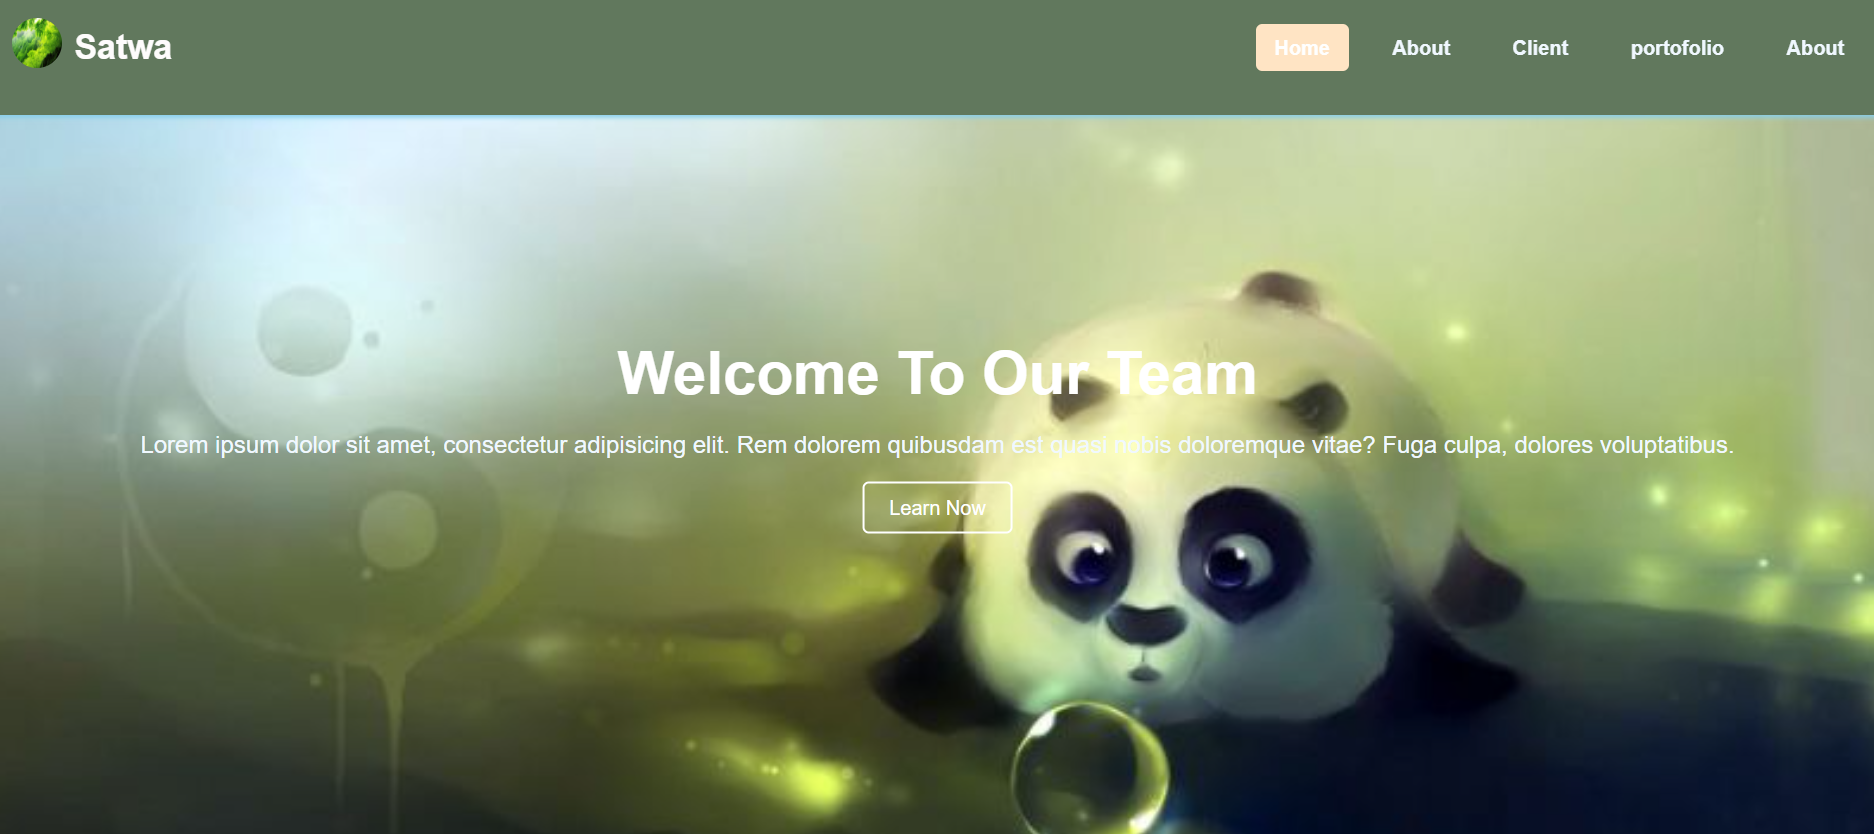 Satwa
Home About Client portofolio About
Welcome To Our Team
Lorem ipsum dolor sit amet, consectetur adipisicing elit. Rem dolorem quibusdam est quasi nobis doloremque vitae? Fuga culpa, dolores voluptatibus.
Learn Now